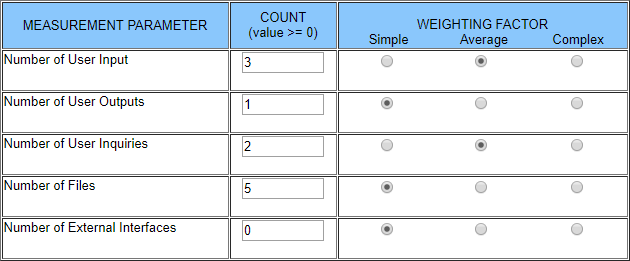 MEASUREMENT PARAMETER
COUNT
(value >= 0)
WEIGHTING FACTOR
Simple Average Complex
Number of User Input 3
Number of User Outputs 1
Number of User Inquiries 2
Number of Files 5
Number of External Interfaces 0